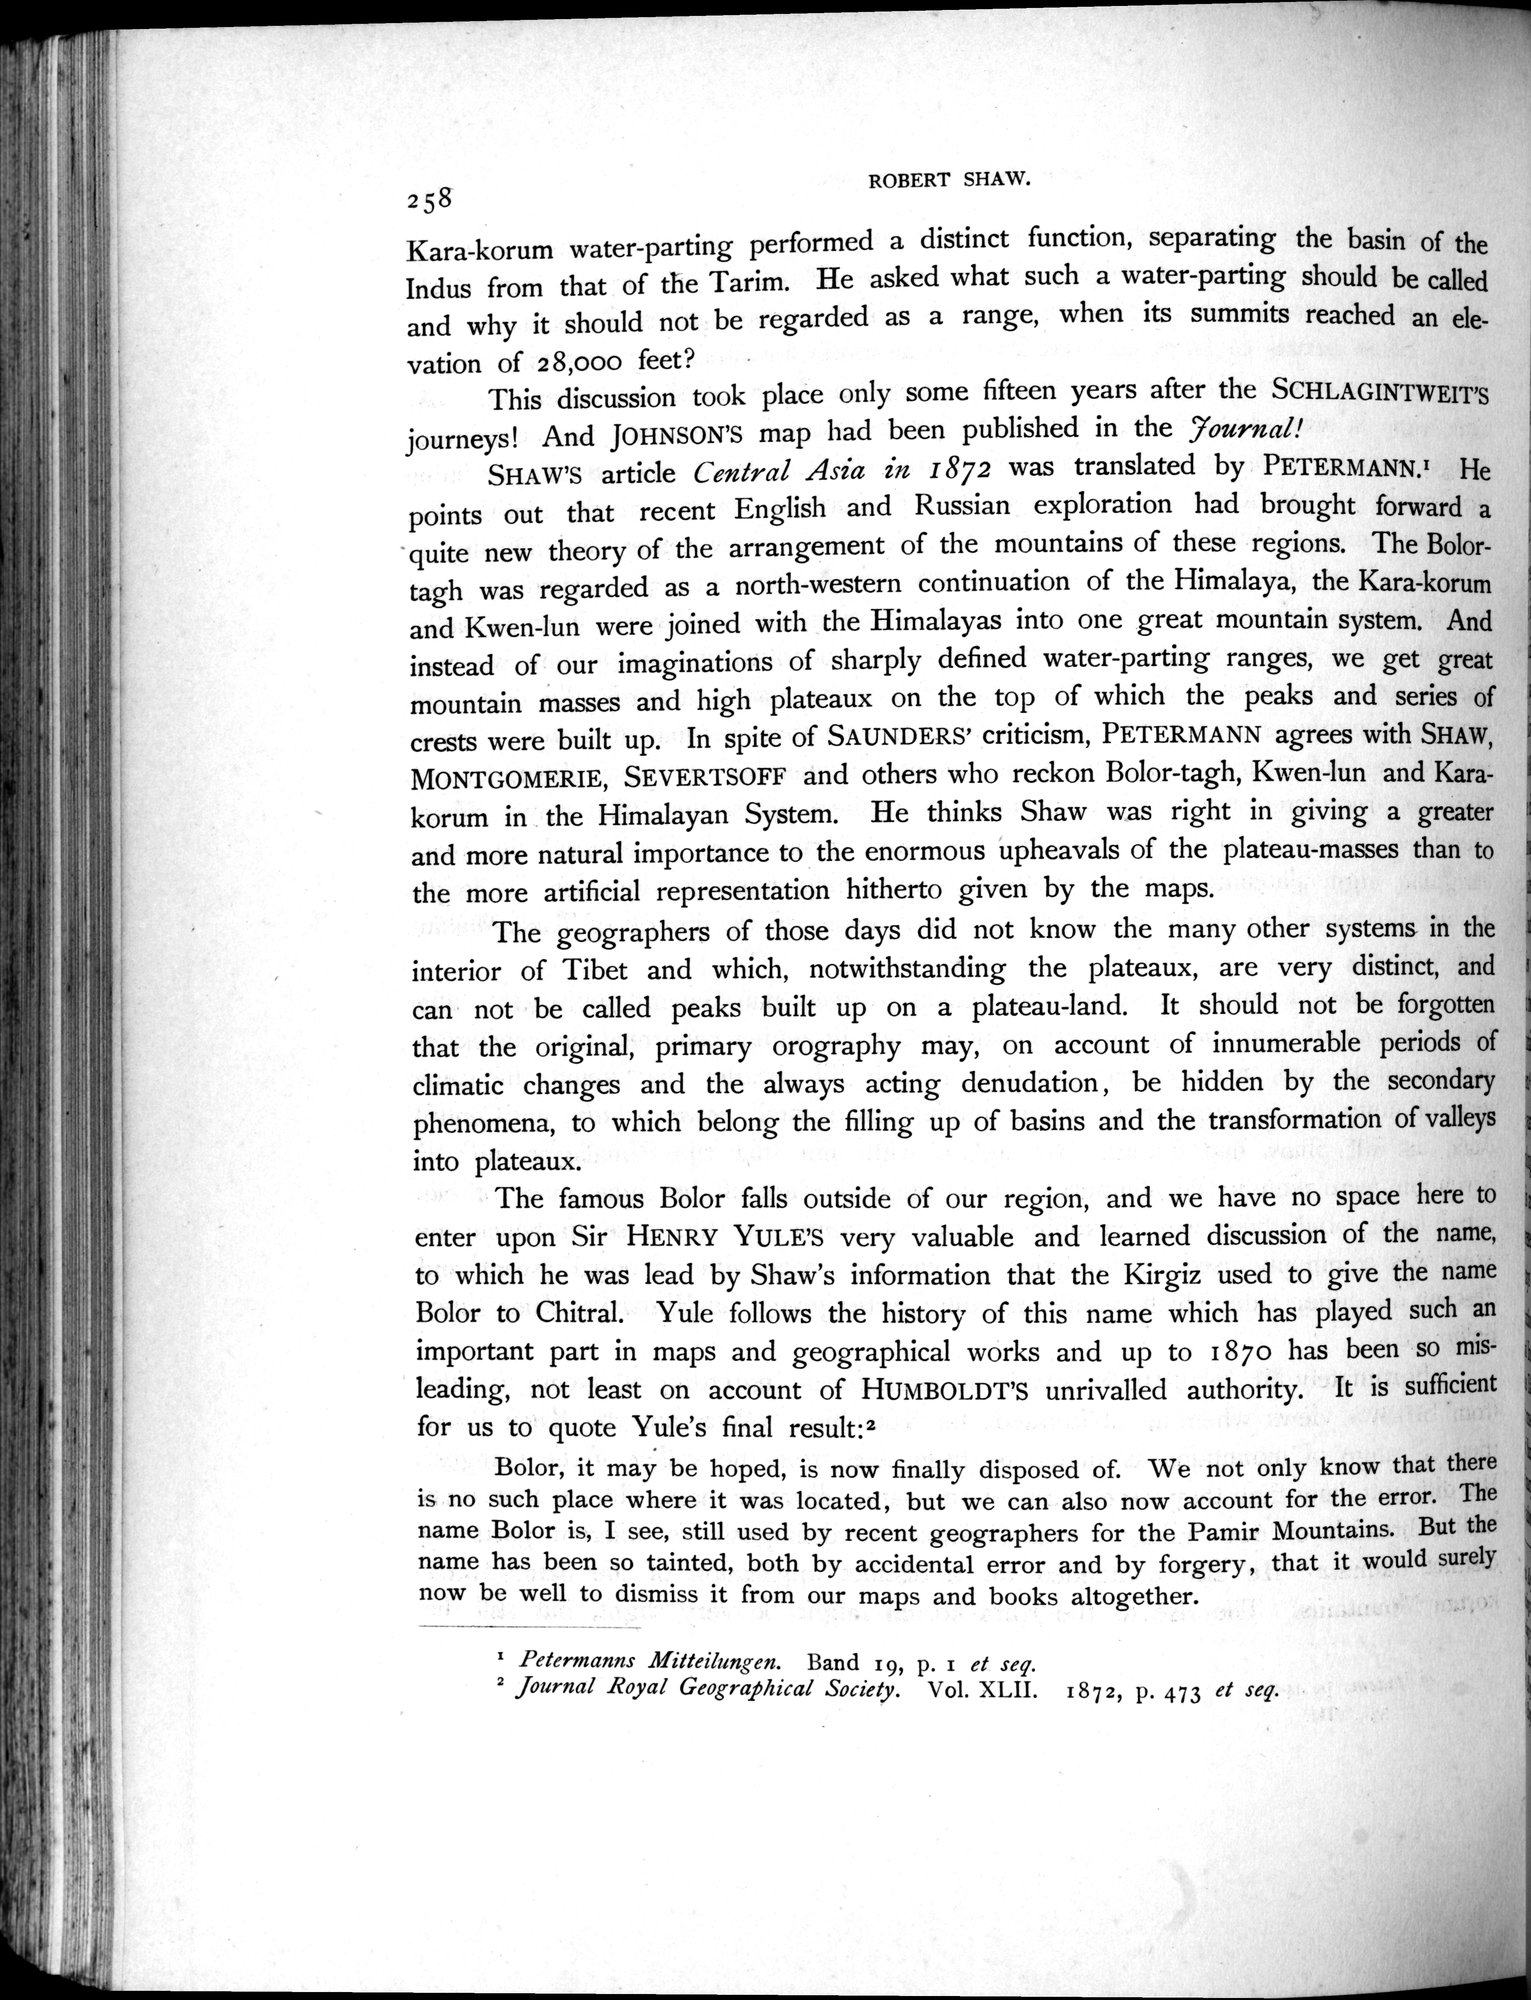 258
ROBERT SHAW.
Kara-korum water-parting performed a distinct function, separating the basin of the
Indus from that of the Tarim. He asked what such a water-parting should be called
and why it should not be regarded as a range, when its summits reached an ele-
vation of 28,000 feet?
This discussion took place only some fifteen years after the SCHLAGINTWEIT'S
journeys! And JOHNSON'S map had been published in the Journal!
SHAW'S article Central Asia in 1872 was translated by PETERMANN.¹ He
points out that recent English and Russian exploration had brought forward a
quite new theory of the arrangement of the mountains of these regions. The Bolor-
tagh was regarded as a north-western continuation of the Himalaya, the Kara-korum
and Kwen-lun were joined with the Himalayas into one great mountain system. And
instead of our imaginations of sharply defined water-parting ranges, we get great
mountain masses and high plateaux on the top of which the peaks and series of
crests were built up. In spite of SAUNDERS' criticism, PETERMANN agrees with SHAW,
MONTGOMERIE, SEVERTSOFF and others who reckon Bolor-tagh, Kwen-lun and Kara-
korum in the Himalayan System. He thinks Shaw was right in giving a greater
and more natural importance to the enormous upheavals of the plateau-masses than to
the more artificial representation hitherto given by the maps.
The geographers of those days did not know the many other systems in the
interior of Tibet and which, notwithstanding the plateaux, are very distinct, and
can not be called peaks built up on a plateau-land. It should not be forgotten
that the original, primary orography may, on account of innumerable periods of
climatic changes and the always acting denudation, be hidden by the secondary
phenomena, to which belong the filling up of basins and the transformation of valleys
into plateaux.
The famous Bolor falls outside of our region, and we have no space here to
enter upon Sir HENRY YULE'S very valuable and learned discussion of the name,
to which he was lead by Shaw's information that the Kirgiz used to give the name
Bolor to Chitral. Yule follows the history of this name which has played such an
important part in maps and geographical works and up to 1870 has been so mis-
leading, not least on account of HUMBOLDT'S unrivalled authority. It is sufficient
for us to quote Yule's final result:²
Bolor, it may be hoped, is now finally disposed of. We not only know that there
is no such place where it was located, but we can also now account for the error. The
name Bolor is, I see, still used by recent geographers for the Pamir Mountains. But the
name has been so tainted, both by accidental error and by forgery, that it would surely
now be well to dismiss it from our maps and books altogether.
¹ Petermanns Mitteilungen. Band 19, p. 1 et seq.
² Journal Royal Geographical Society. Vol. XLII. 1872, p. 473 et seq.